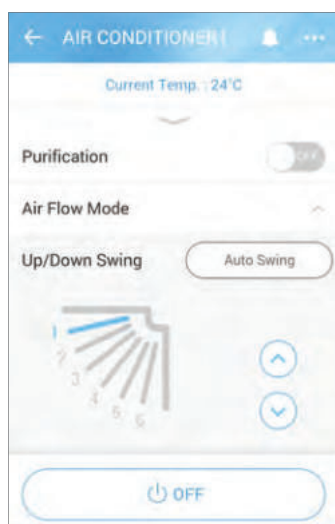 AIR CONDITIONER
Current Temp. : 24°C
Purification
OFF
Air Flow Mode
Up/Down Swing
Auto Swing
1
2
3
4
5
6
OFF